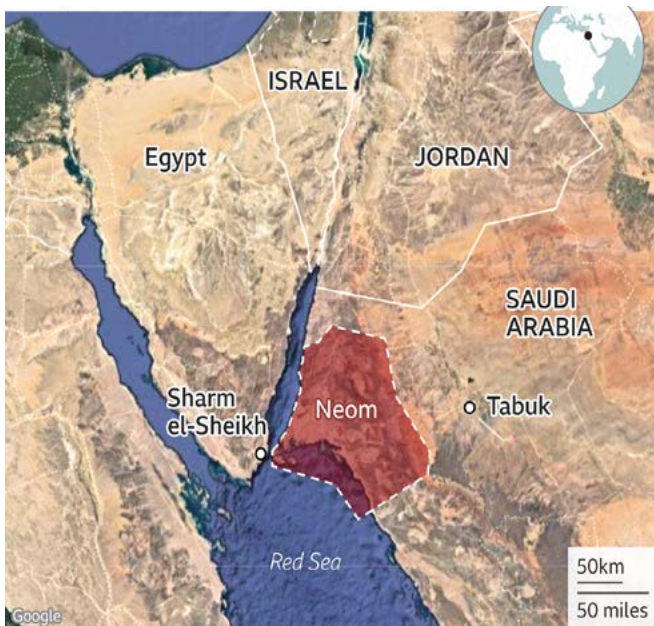 ISRAEL
Egypt
JORDAN
SAUDI
ARABIA
Sharm
el-Sheikh
Neom
Tabuk
Red Sea
50km
50 miles
Google